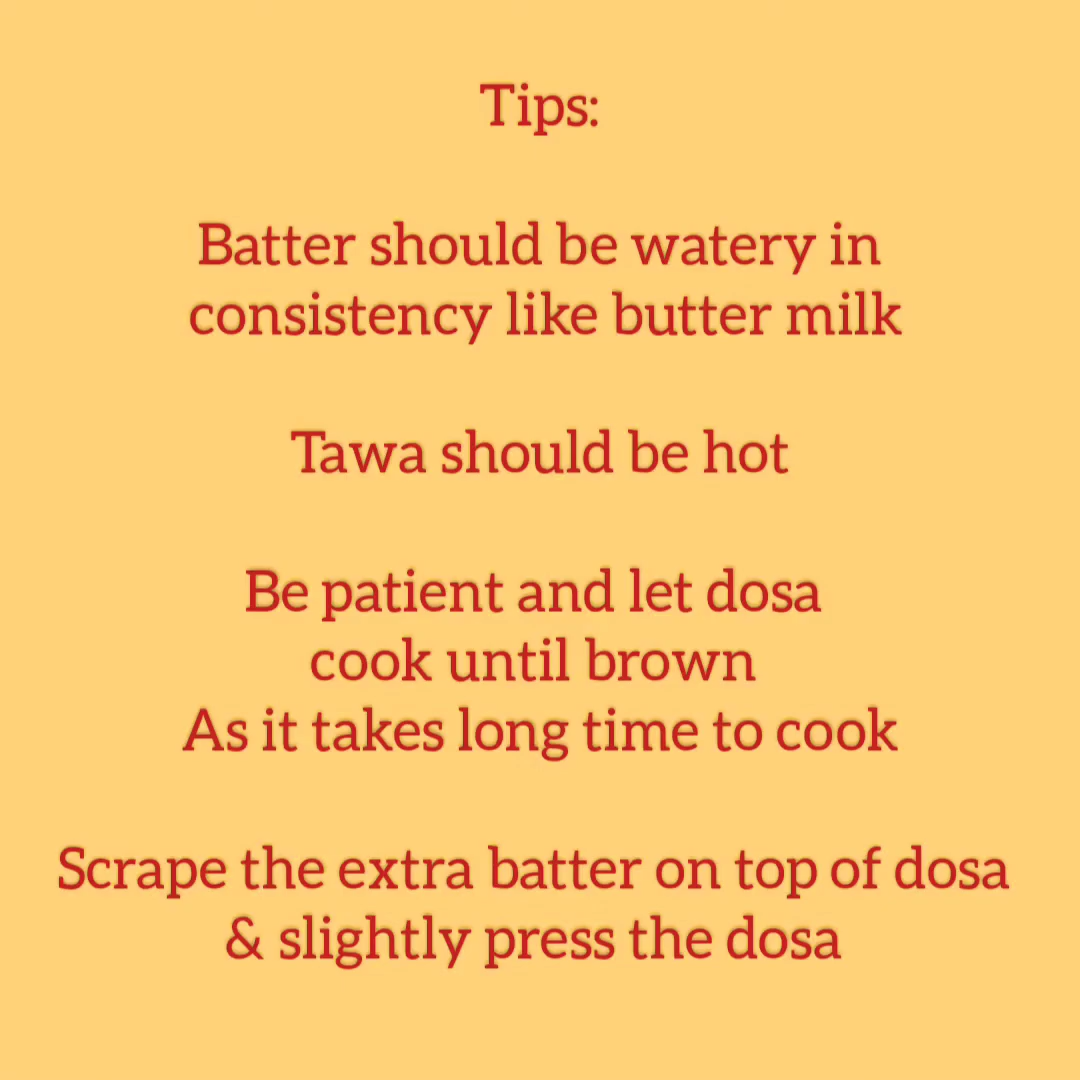 Tips:
Batter should be watery in
consistency like butter milk
Tawa should be hot
Be patient and let dosa
cook until brown
As it takes long time to cook
Scrape the extra batter on top of dosa
& slightly press the dosa